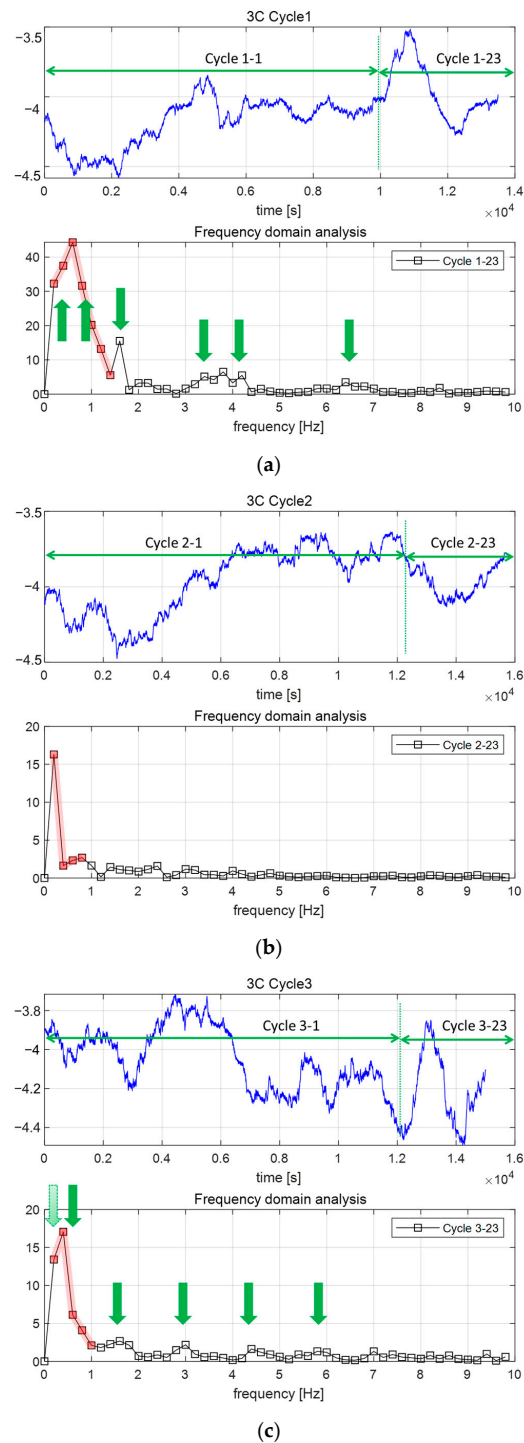 3C Cycle1
-3.5
Cycle 1-1
Cycle 1-23
-4
-4.5
0 0.2 0.4 0.6 0.8 1 1.2 1.4
time [s]
×10⁴
Frequency domain analysis
40
Cycle 1-23
30
20
10
0
0 1 2 3 4 5 6 7 8 9 10
frequency [Hz]
(a)
3C Cycle2
-3.5
Cycle 2-1
Cycle 2-23
-4
-4.5
0 0.2 0.4 0.6 0.8 1 1.2 1.4 1.6
time [s]
×10⁴
Frequency domain analysis
20
Cycle 2-23
15
10
5
0
0 1 2 3 4 5 6 7 8 9 10
frequency [Hz]
(b)
3C Cycle3
-3.8
Cycle 3-1
Cycle 3-23
-4
-4.2
-4.4
0 0.2 0.4 0.6 0.8 1 1.2 1.4 1.6
time [s]
×10⁴
Frequency domain analysis
20
Cycle 3-23
15
10
5
0
0 1 2 3 4 5 6 7 8 9 10
frequency [Hz]
(c)